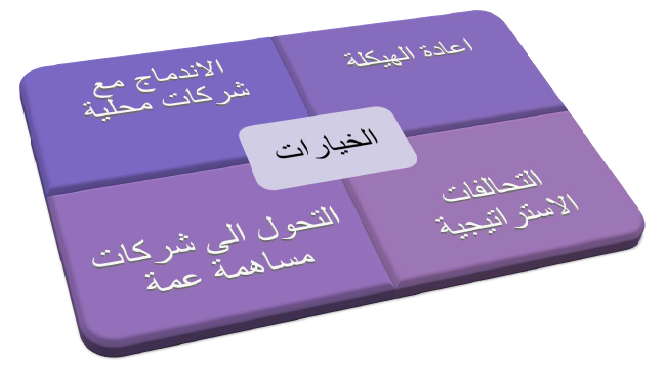 اعادة الهيكلة
الاندماج مع
شركات محلية
الخيارات
التحالفات
الاستراتيجية
التحول الى شركات
مساهمة عمة